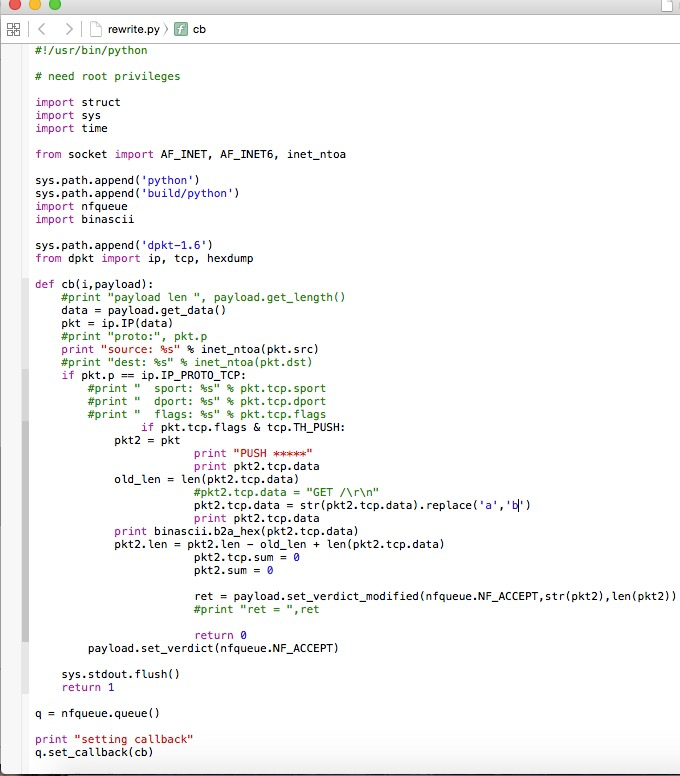 rewrite.py cb
#!/usr/bin/python
# need root privileges
import struct
import sys
import time
from socket import AF_INET, AF_INET6, inet_ntoa
sys.path.append('python')
sys.path.append('build/python')
import nfqueue
import binascii
sys.path.append('dpkt-1.6')
from dpkt import ip, tcp, hexdump
def cb(i,payload):
    #print "payload len ", payload.get_length()
    data = payload.get_data()
    pkt = ip.IP(data)
    #print "proto:", pkt.p
    print "source: %s" % inet_ntoa(pkt.src)
    #print "dest: %s" % inet_ntoa(pkt.dst)
    if pkt.p == ip.IP_PROTO_TCP:
        #print "  sport: %s" % pkt.tcp.sport
        #print "  dport: %s" % pkt.tcp.dport
        #print "  flags: %s" % pkt.tcp.flags
                if pkt.tcp.flags & tcp.TH_PUSH:
            pkt2 = pkt
                        print "PUSH *****"
                        print pkt2.tcp.data
            old_len = len(pkt2.tcp.data)
                        #pkt2.tcp.data = "GET /\r\n"
                        pkt2.tcp.data = str(pkt2.tcp.data).replace('a','b')
                        print pkt2.tcp.data
            print binascii.b2a_hex(pkt2.tcp.data)
            pkt2.len = pkt2.len - old_len + len(pkt2.tcp.data)
                        pkt2.tcp.sum = 0
                        pkt2.sum = 0
                        ret = payload.set_verdict_modified(nfqueue.NF_ACCEPT,str(pkt2),len(pkt2))
                        #print "ret = ",ret
                        return 0
        payload.set_verdict(nfqueue.NF_ACCEPT)
    sys.stdout.flush()
    return 1
q = nfqueue.queue()
print "setting callback"
q.set_callback(cb)